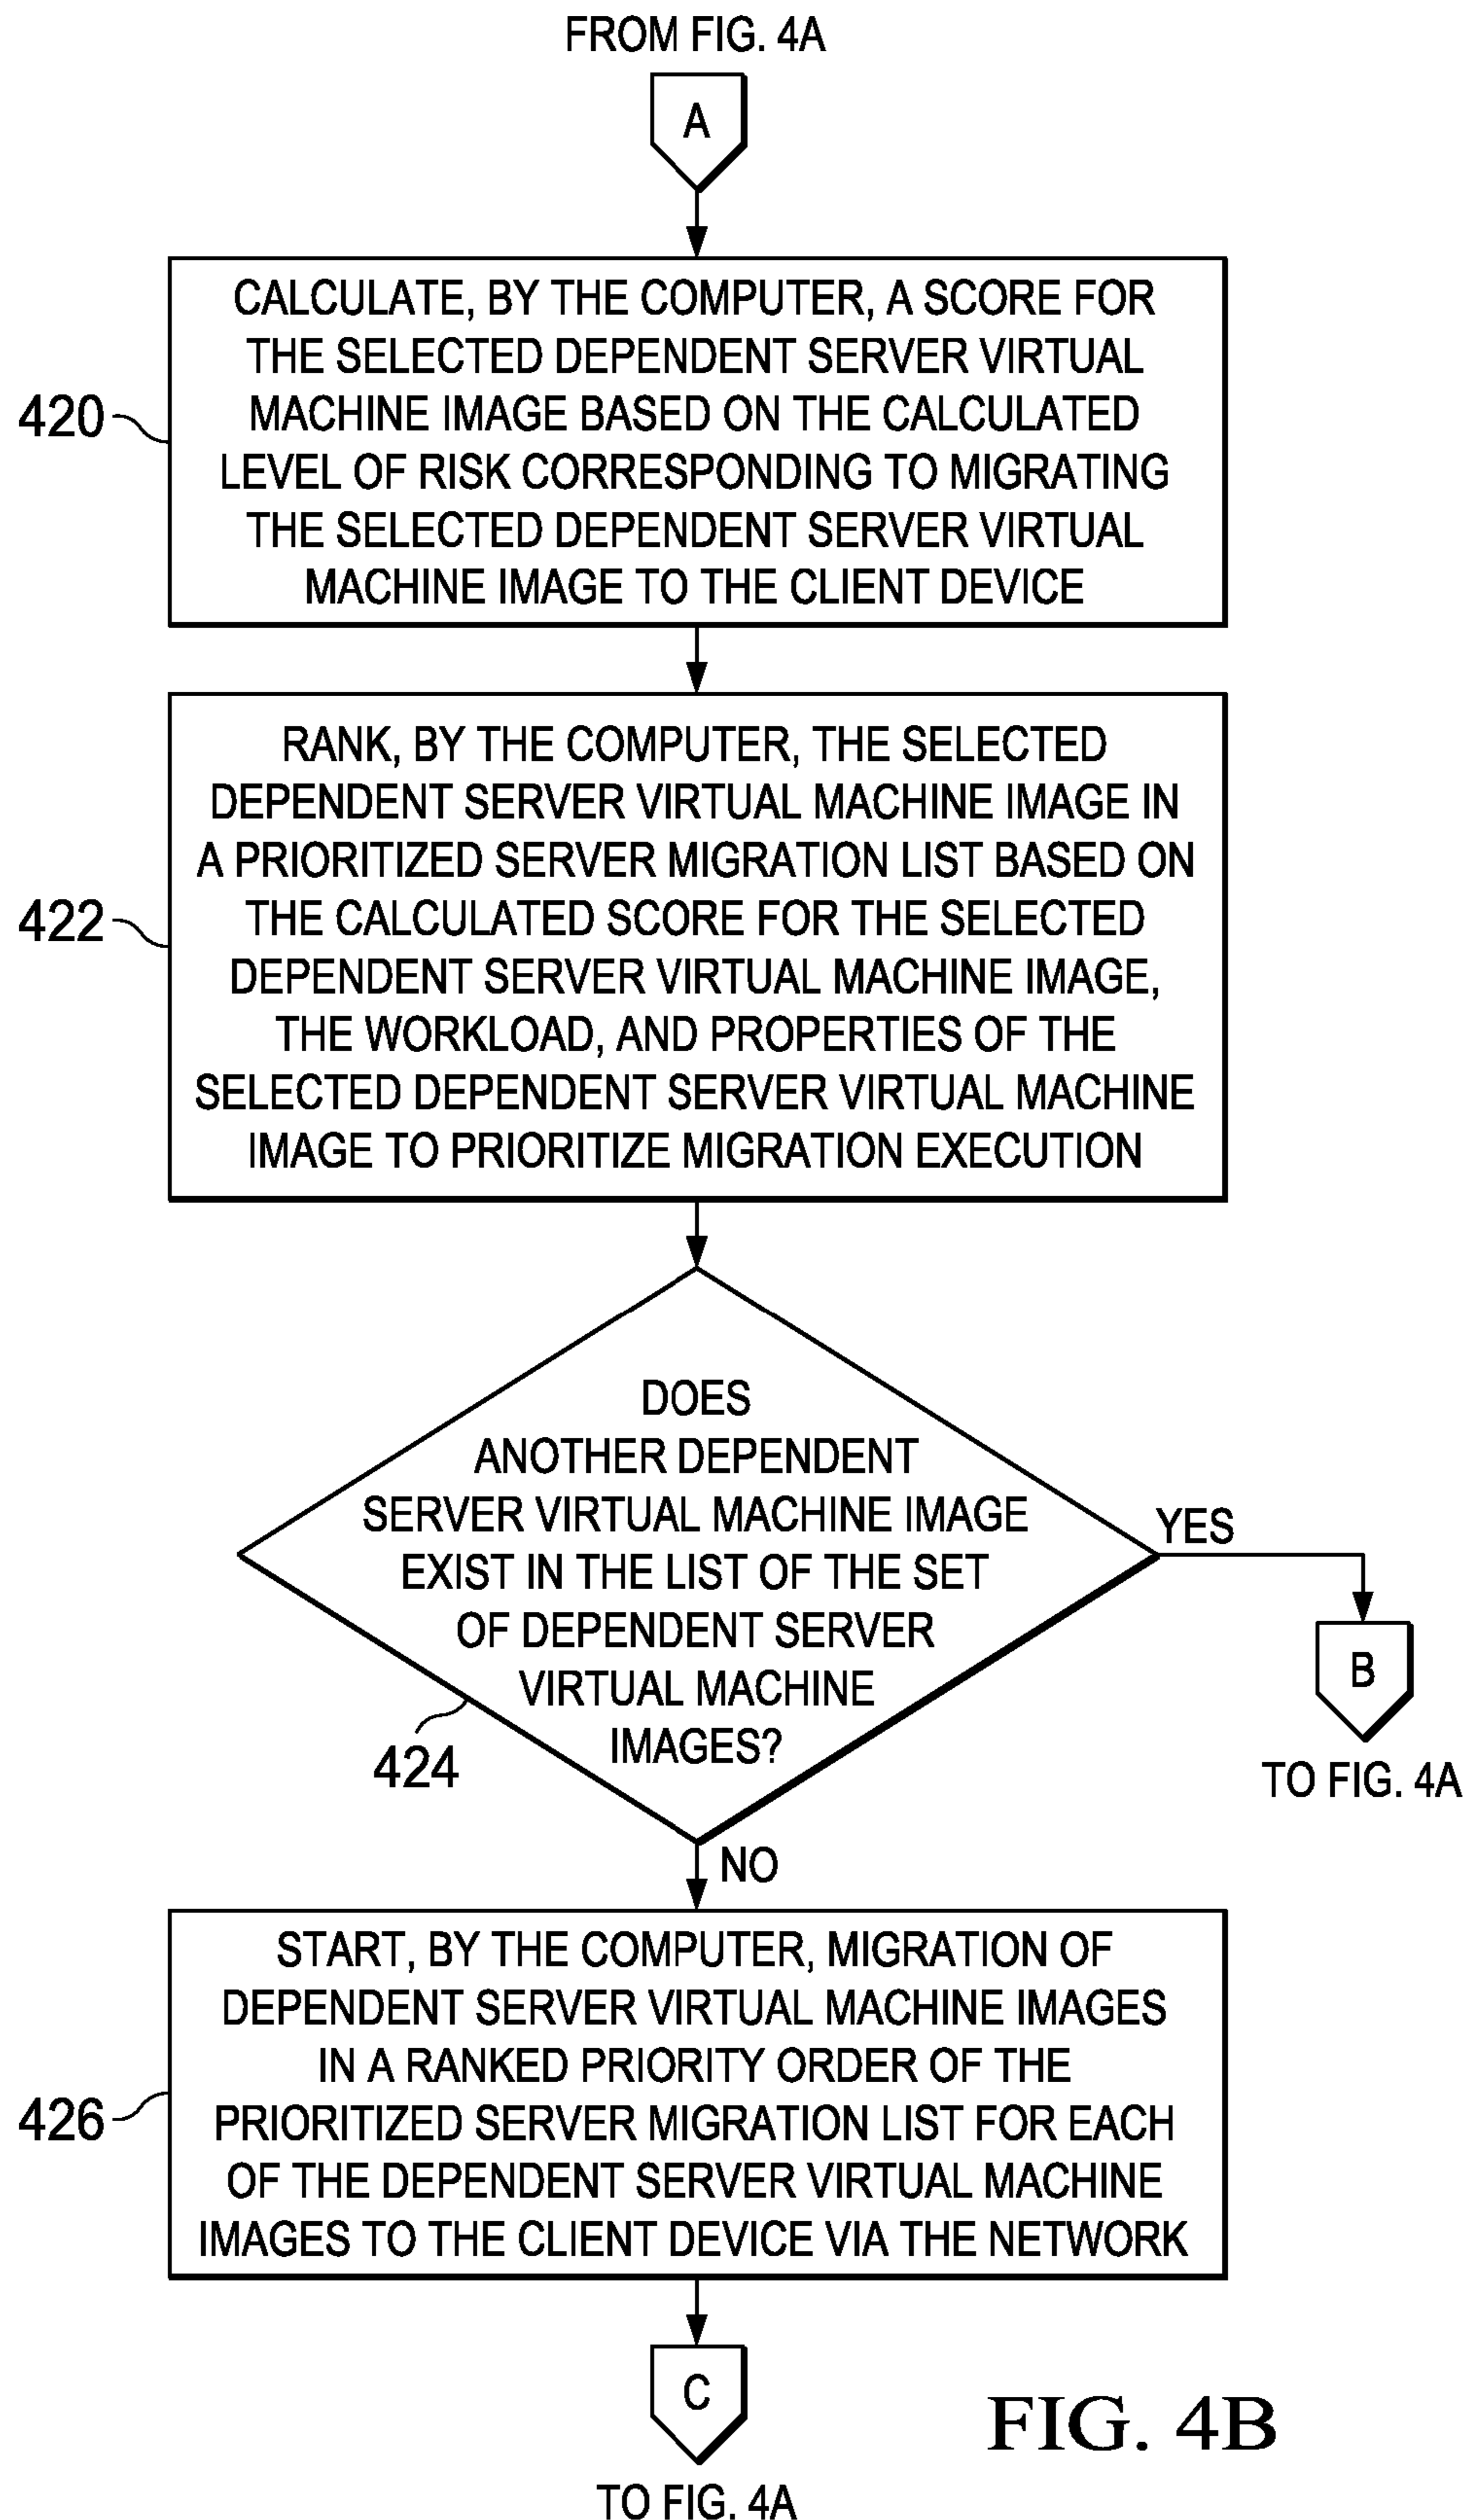 FROM FIG. 4A
A
CALCULATE, BY THE COMPUTER, A SCORE FOR
THE SELECTED DEPENDENT SERVER VIRTUAL
MACHINE IMAGE BASED ON THE CALCULATED
LEVEL OF RISK CORRESPONDING TO MIGRATING
THE SELECTED DEPENDENT SERVER VIRTUAL
MACHINE IMAGE TO THE CLIENT DEVICE
420
RANK, BY THE COMPUTER, THE SELECTED
DEPENDENT SERVER VIRTUAL MACHINE IMAGE IN
A PRIORITIZED SERVER MIGRATION LIST BASED ON
THE CALCULATED SCORE FOR THE SELECTED
DEPENDENT SERVER VIRTUAL MACHINE IMAGE,
THE WORKLOAD, AND PROPERTIES OF THE
SELECTED DEPENDENT SERVER VIRTUAL MACHINE
IMAGE TO PRIORITIZE MIGRATION EXECUTION
422
DOES
ANOTHER DEPENDENT
SERVER VIRTUAL MACHINE IMAGE
EXIST IN THE LIST OF THE SET
OF DEPENDENT SERVER
VIRTUAL MACHINE
IMAGES?
424
YES
B
TO FIG. 4A
NO
START, BY THE COMPUTER, MIGRATION OF
DEPENDENT SERVER VIRTUAL MACHINE IMAGES
IN A RANKED PRIORITY ORDER OF THE
PRIORITIZED SERVER MIGRATION LIST FOR EACH
OF THE DEPENDENT SERVER VIRTUAL MACHINE
IMAGES TO THE CLIENT DEVICE VIA THE NETWORK
426
C
TO FIG. 4A
FIG. 4B